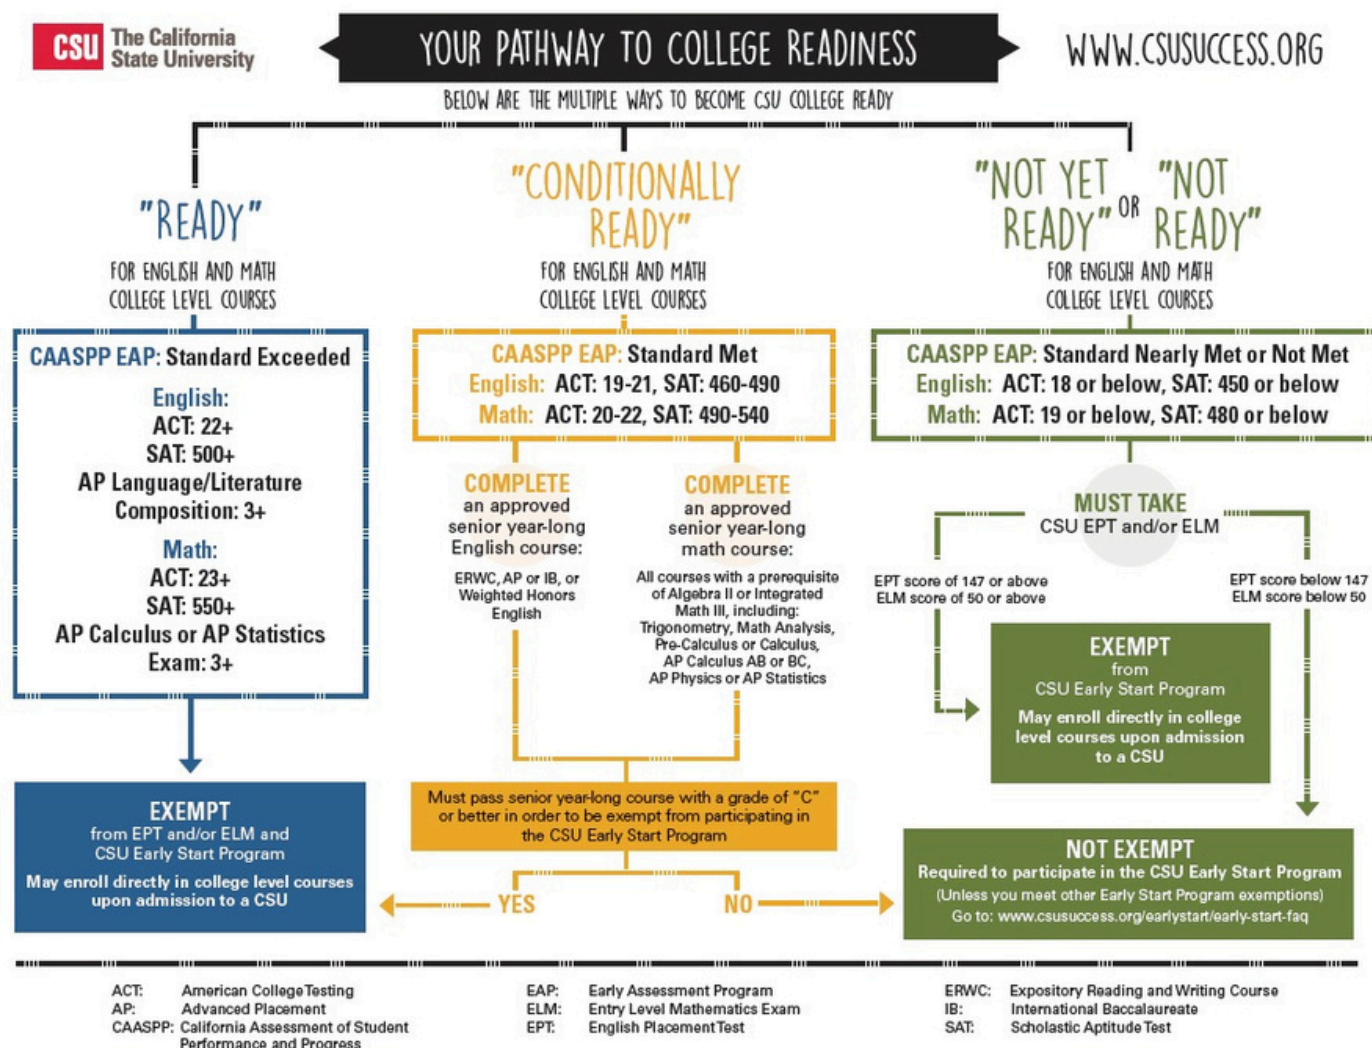 CSU The California
State University
YOUR PATHWAY TO COLLEGE READINESS
WWW.CSUSUCCESS.ORG
BELOW ARE THE MULTIPLE WAYS TO BECOME CSU COLLEGE READY
"READY"
FOR ENGLISH AND MATH
COLLEGE LEVEL COURSES
CAASPP EAP: Standard Exceeded
English:
ACT: 22+
SAT: 500+
AP Language/Literature
Composition: 3+
Math:
ACT: 23+
SAT: 550+
AP Calculus or AP Statistics
Exam: 3+
EXEMPT
from EPT and/or ELM and
CSU Early Start Program
May enroll directly in college level courses
upon admission to a CSU
"CONDITIONALLY
READY"
FOR ENGLISH AND MATH
COLLEGE LEVEL COURSES
CAASPP EAP: Standard Met
English: ACT: 19-21, SAT: 460-490
Math: ACT: 20-22, SAT: 490-540
COMPLETE
an approved
senior year-long
English course:
ERWC, AP or IB, or
Weighted Honors
English
COMPLETE
an approved
senior year-long
math course:
All courses with a prerequisite
of Algebra II or Integrated
Math III, including:
Trigonometry, Math Analysis,
Pre-Calculus or Calculus,
AP Calculus AB or BC,
AP Physics or AP Statistics
Must pass senior year-long course with a grade of "C"
or better in order to be exempt from participating in
the CSU Early Start Program
YES
NO
"NOT YET
READY" OR "NOT
READY"
FOR ENGLISH AND MATH
COLLEGE LEVEL COURSES
CAASPP EAP: Standard Nearly Met or Not Met
English: ACT: 18 or below, SAT: 450 or below
Math: ACT: 19 or below, SAT: 480 or below
MUST TAKE
CSU EPT and/or ELM
EPT score of 147 or above
ELM score of 50 or above
EPT score below 147
ELM score below 50
EXEMPT
from
CSU Early Start Program
May enroll directly in college
level courses upon admission
to a CSU
NOT EXEMPT
Required to participate in the CSU Early Start Program
(Unless you meet other Early Start Program exemptions)
Go to: www.csusuccess.org/earlystart/early-start-faq
ACT: American College Testing
AP: Advanced Placement
CAASPP: California Assessment of Student
Performance and Progress
EAP: Early Assessment Program
ELM: Entry Level Mathematics Exam
EPT: English Placement Test
ERWC: Expository Reading and Writing Course
IB: International Baccalaureate
SAT: Scholastic Aptitude Test